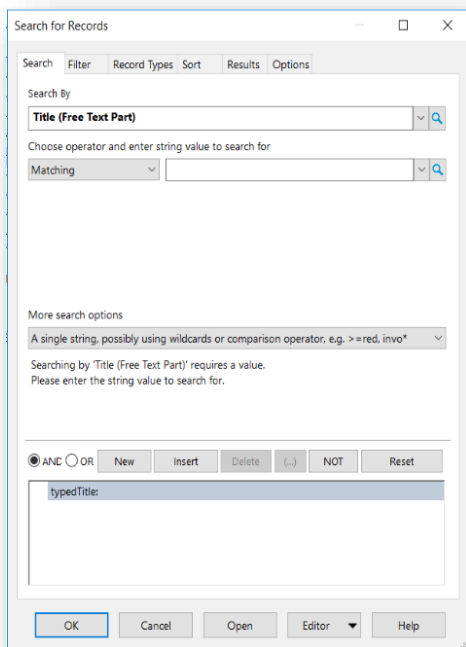 Search for Records
Search Filter Record Types Sort Results Options
Search By
Title (Free Text Part)
Choose operator and enter string value to search for
Matching
More search options
A single string, possibly using wildcards or comparison operator, e.g. >=red, invo*
Searching by 'Title (Free Text Part)' requires a value.
Please enter the string value to search for.
AND OR New Insert Delete (...) NOT Reset
typedTitle:
OK Cancel Open Editor Help